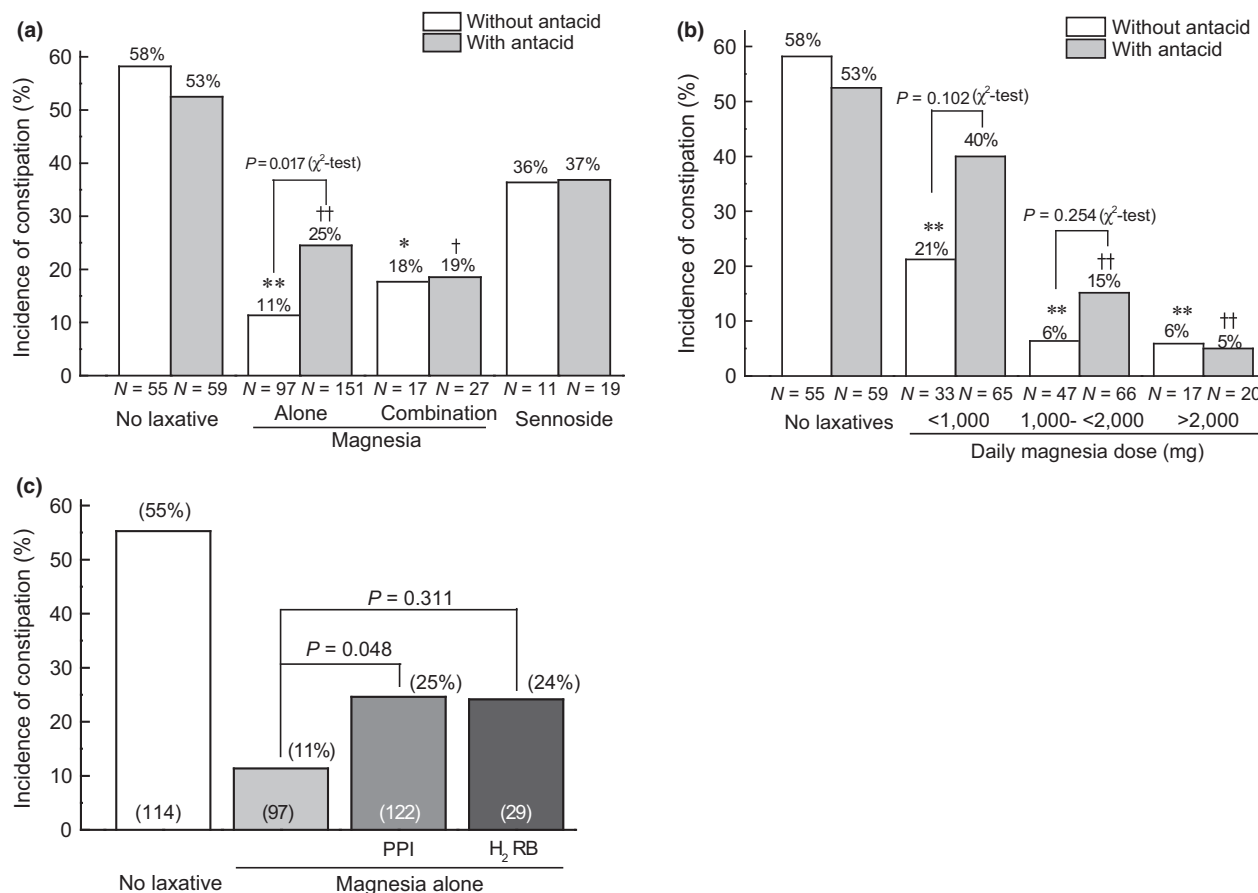 (a)
Without antacid
With antacid
Incidence of constipation (%)
60
50
40
30
20
10
0
58%
53%
P = 0.017 (χ²-test)
**
11%
††
25%
*
18%
†
19%
36%
37%
N = 55 N = 59 N = 97 N = 151 N = 17 N = 27 N = 11 N = 19
No laxative
Alone
Combination
Sennoside
Magnesia
(b)
Without antacid
With antacid
Incidence of constipation (%)
60
50
40
30
20
10
0
58%
53%
P = 0.102 (χ²-test)
**
21%
40%
P = 0.254 (χ²-test)
**
6%
††
15%
**
6%
††
5%
N = 55 N = 59 N = 33 N = 65 N = 47 N = 66 N = 17 N = 20
No laxatives
<1,000
1,000- <2,000
>2,000
Daily magnesia dose (mg)
(c)
Incidence of constipation (%)
60
50
40
30
20
10
0
(55%)
P = 0.311
P = 0.048
(11%)
(25%)
(24%)
(114)
(97)
(122)
(29)
PPI
H₂ RB
No laxative
Magnesia alone